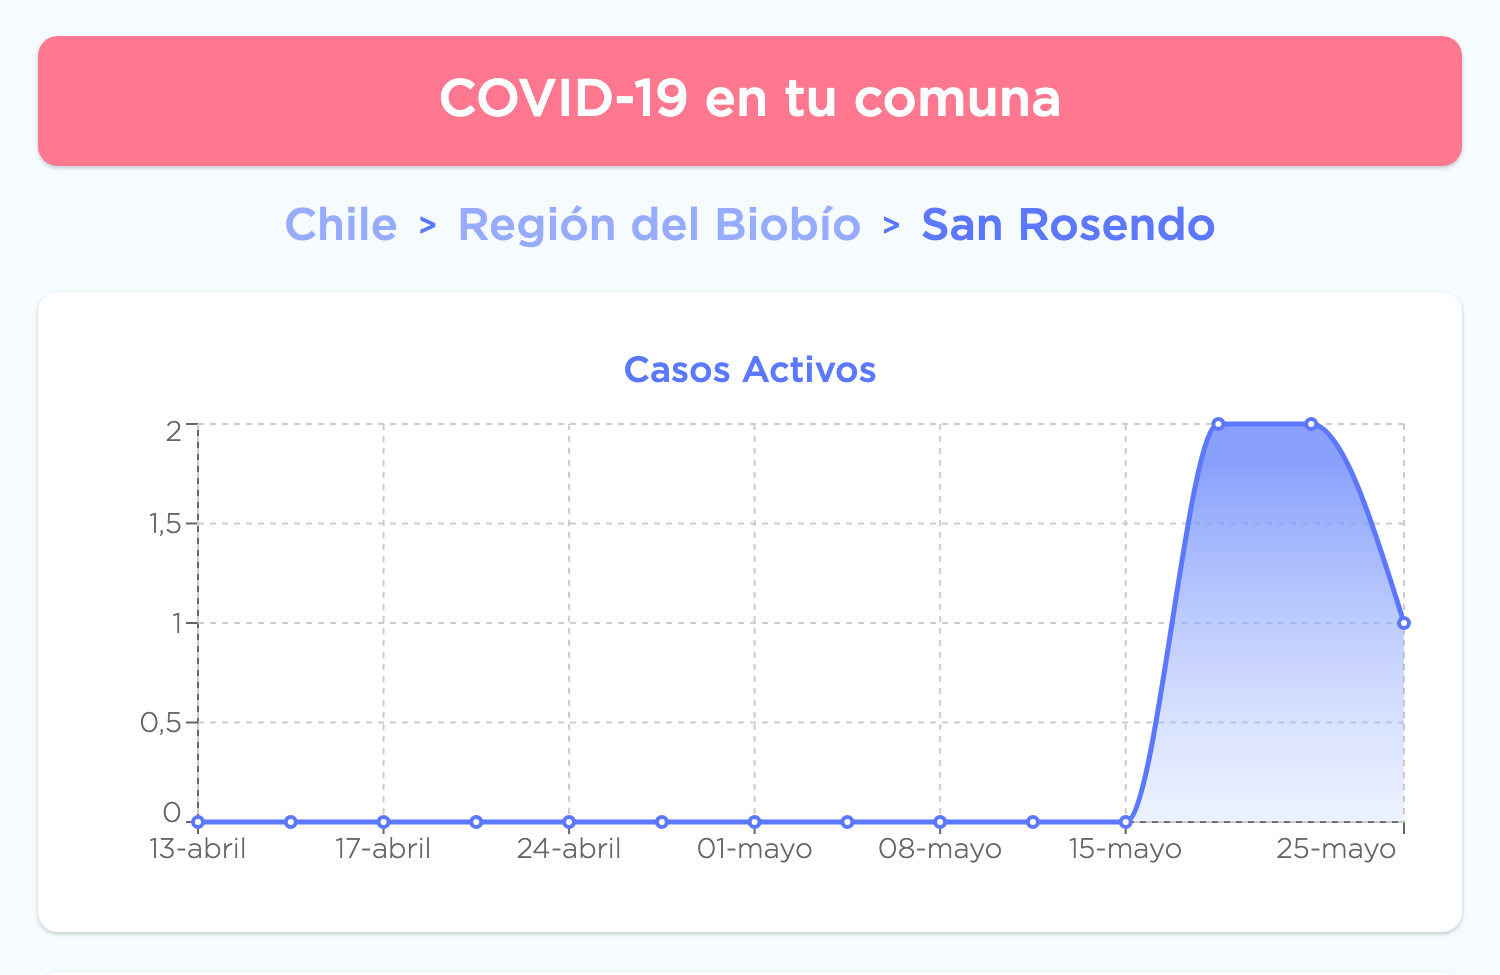 COVID-19 en tu comuna
Chile > Región del Biobío > San Rosendo
Casos Activos
2
1,5
1
0,5
0
13-abril 17-abril 24-abril 01-mayo 08-mayo 15-mayo 25-mayo